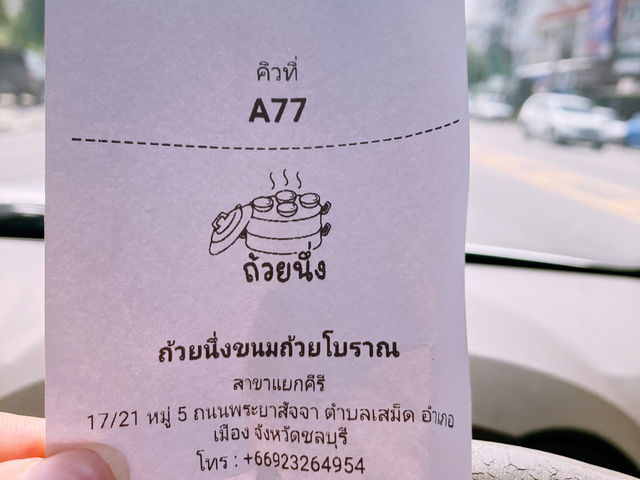 คิวที่
A77
ถ้วยนึ่ง
ถ้วยนึ่งขนมถ้วยโบราณ
สาขาแยกคีรี
17/21 หมู่ 5 ถนนพระยาสัจจา ตำบลเสม็ด อำเภอ
เมือง จังหวัดชลบุรี
โทร : +66923264954